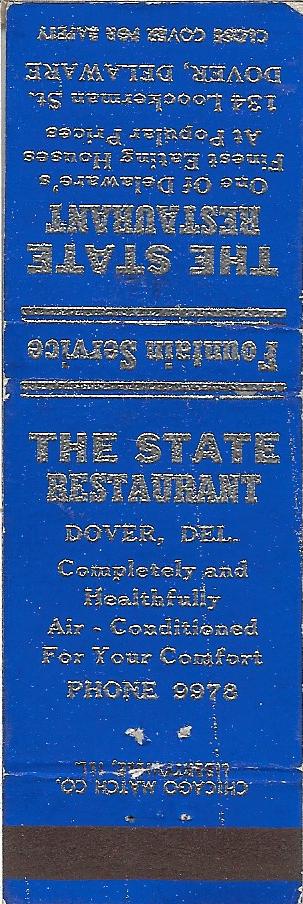 THE STATE
RESTAURANT
DOVER, DEL.
Completely and
Healthfully
Air - Conditioned
For Your Comfort
PHONE 9978
Fountain Service
THE STATE
RESTAURANT
One Of Delaware's
Finest Eating Houses
At Popular Prices
134 Loockerman St.
DOVER, DELAWARE
CLOSE COVER FOR SAFETY
CHICAGO MATCH CO.
LIBERTYVILLE, ILL.